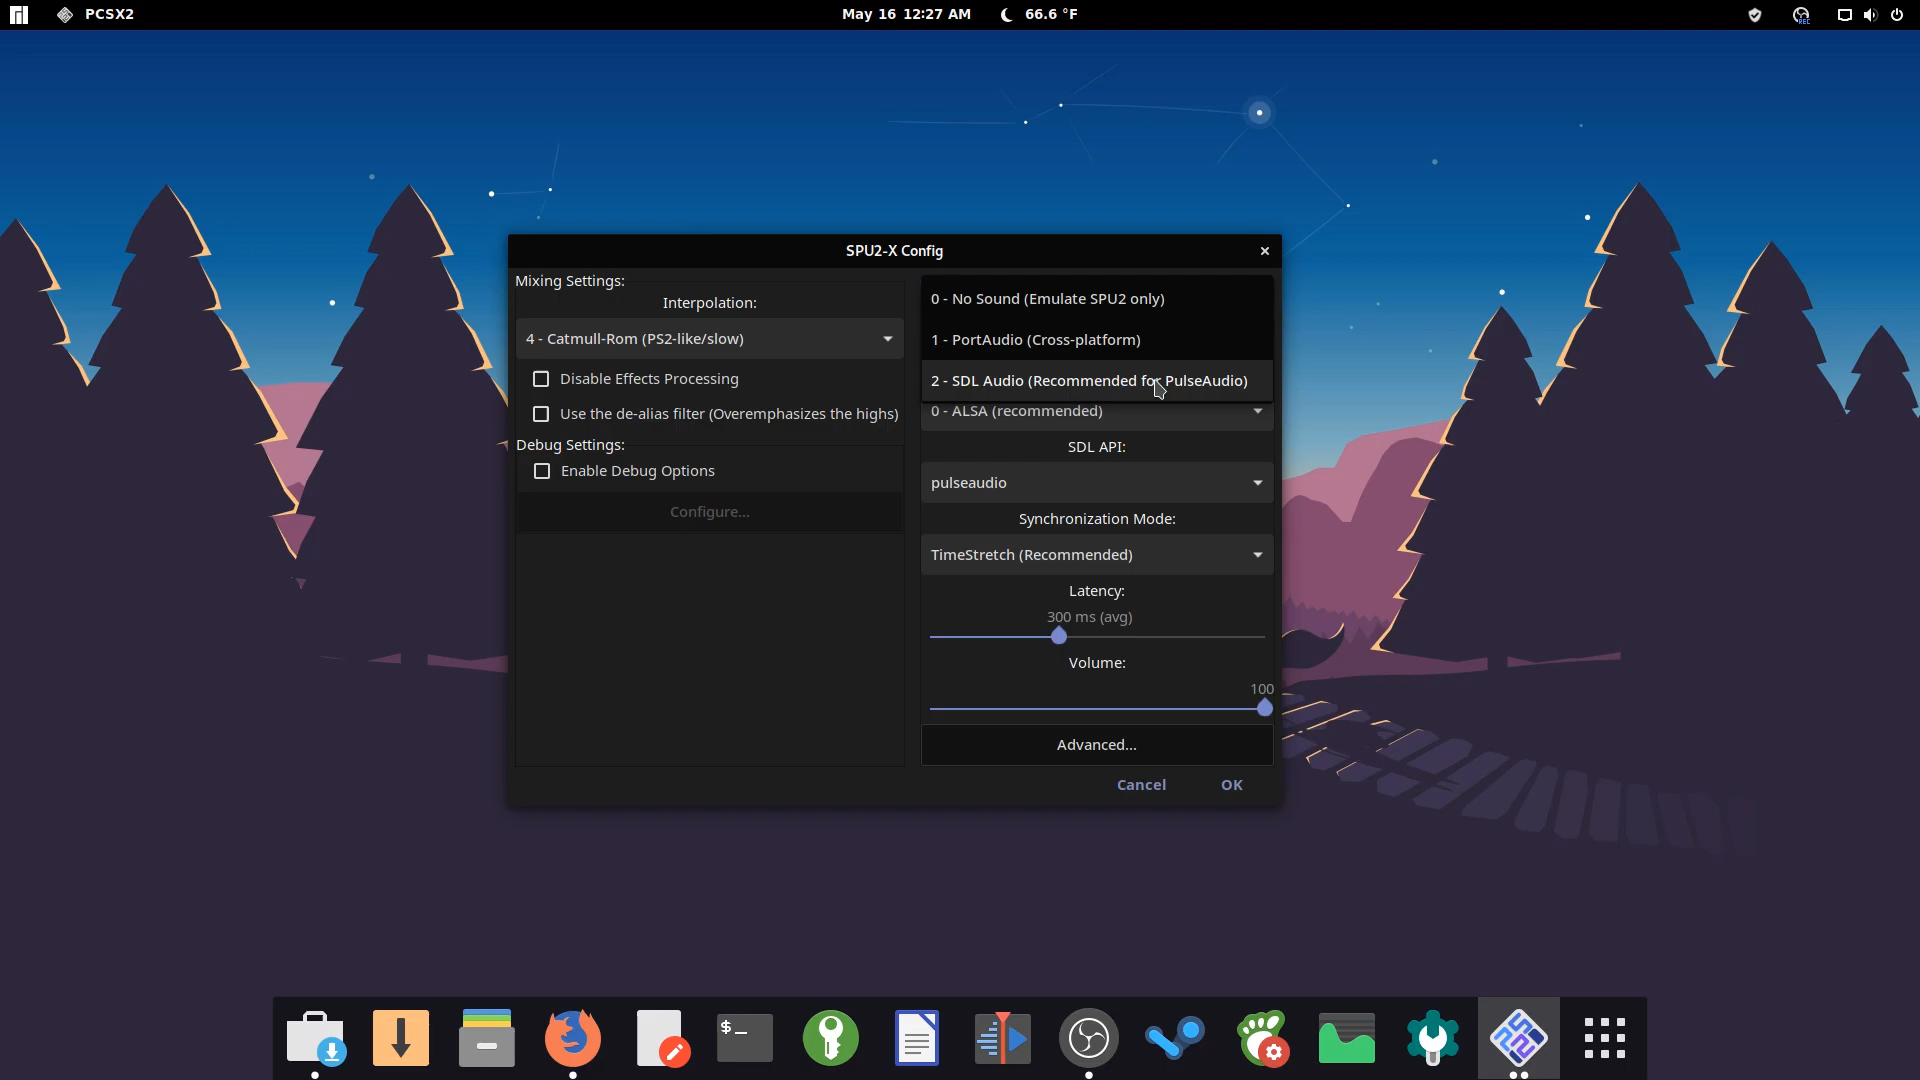 PCSX2
May 16 12:27 AM
66.6 °F
REC
SPU2-X Config
Mixing Settings:
Interpolation:
4 - Catmull-Rom (PS2-like/slow)
Disable Effects Processing
Use the de-alias filter (Overemphasizes the highs)
Debug Settings:
Enable Debug Options
Configure...
0 - No Sound (Emulate SPU2 only)
1 - PortAudio (Cross-platform)
2 - SDL Audio (Recommended for PulseAudio)
0 - ALSA (recommended)
SDL API:
pulseaudio
Synchronization Mode:
TimeStretch (Recommended)
Latency:
300 ms (avg)
Volume:
100
Advanced...
Cancel
OK
$_